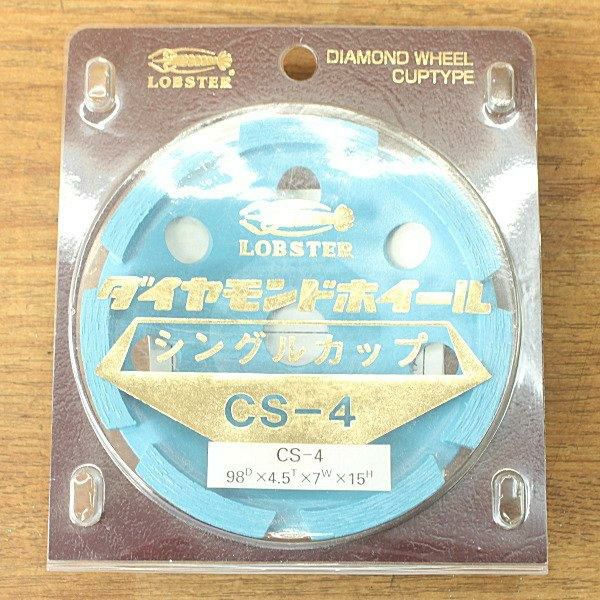 LOBSTER®
DIAMOND WHEEL
CUPTYPE
LOBSTER
ダイヤモンドホイール
シングルカップ
CS-4
CS-4
98ᴰ×4.5ᵀ×7ᵂ×15ᴴ